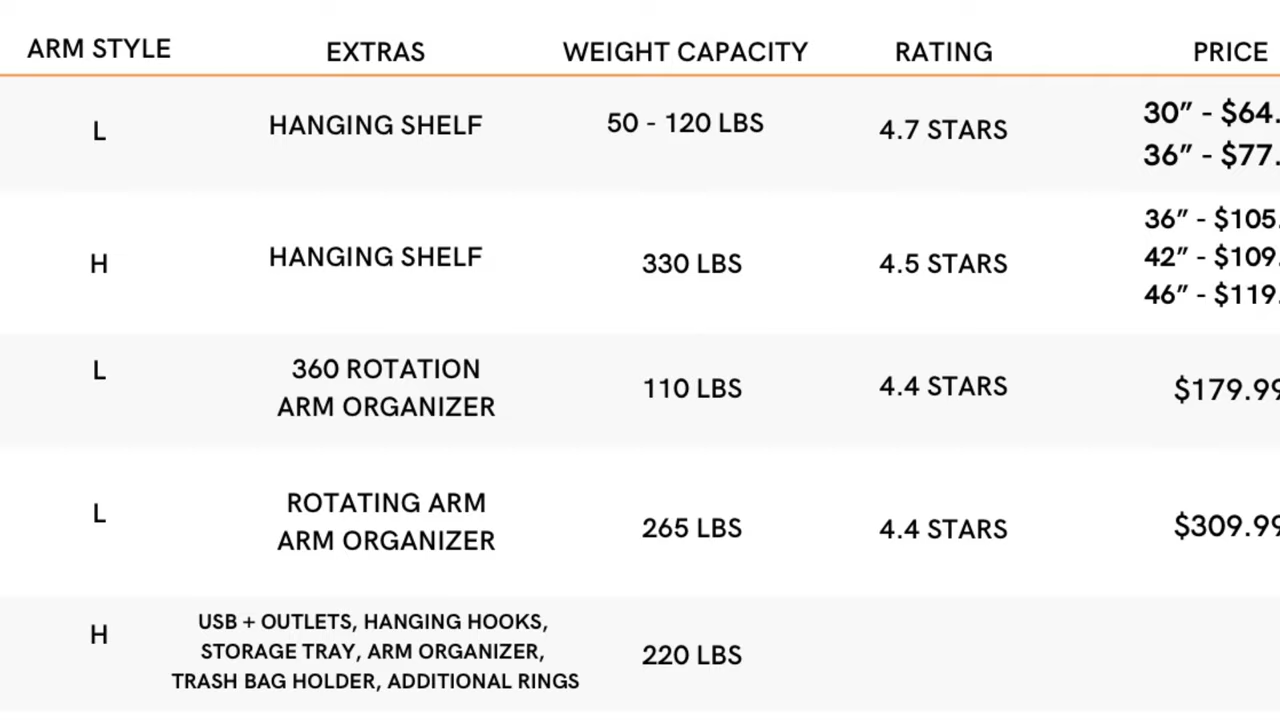 ARM STYLE EXTRAS WEIGHT CAPACITY RATING PRICE
L HANGING SHELF 50 - 120 LBS 4.7 STARS 30” - $64.
36” - $77.
H HANGING SHELF 330 LBS 4.5 STARS 36” - $105.
42” - $109.
46” - $119.
L 360 ROTATION
ARM ORGANIZER 110 LBS 4.4 STARS $179.99
L ROTATING ARM
ARM ORGANIZER 265 LBS 4.4 STARS $309.99
H USB + OUTLETS, HANGING HOOKS,
STORAGE TRAY, ARM ORGANIZER, 220 LBS
TRASH BAG HOLDER, ADDITIONAL RINGS